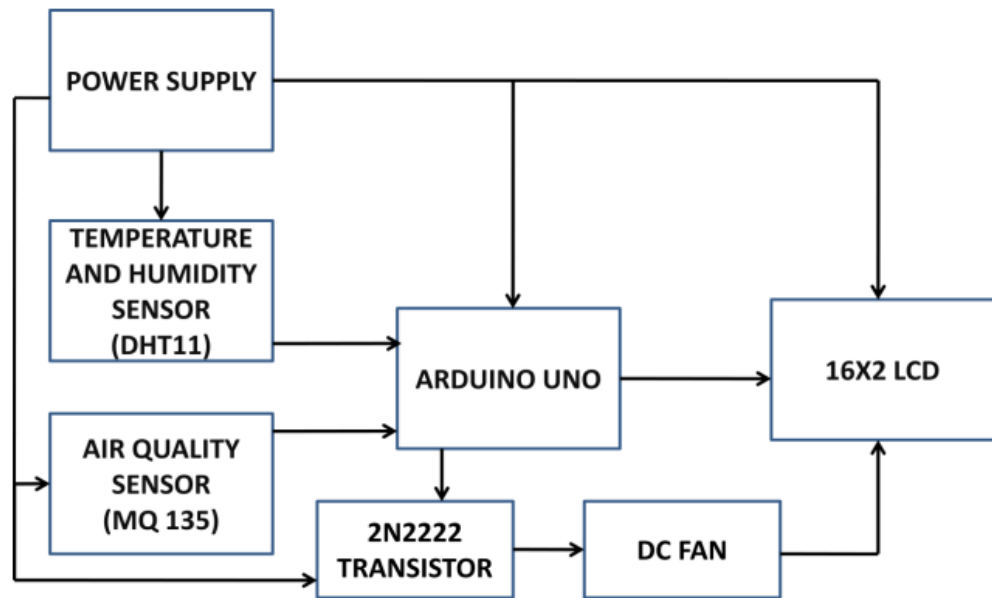 POWER SUPPLY
TEMPERATURE
AND HUMIDITY
SENSOR
(DHT11)
ARDUINO UNO
16X2 LCD
AIR QUALITY
SENSOR
(MQ 135)
2N2222
TRANSISTOR
DC FAN